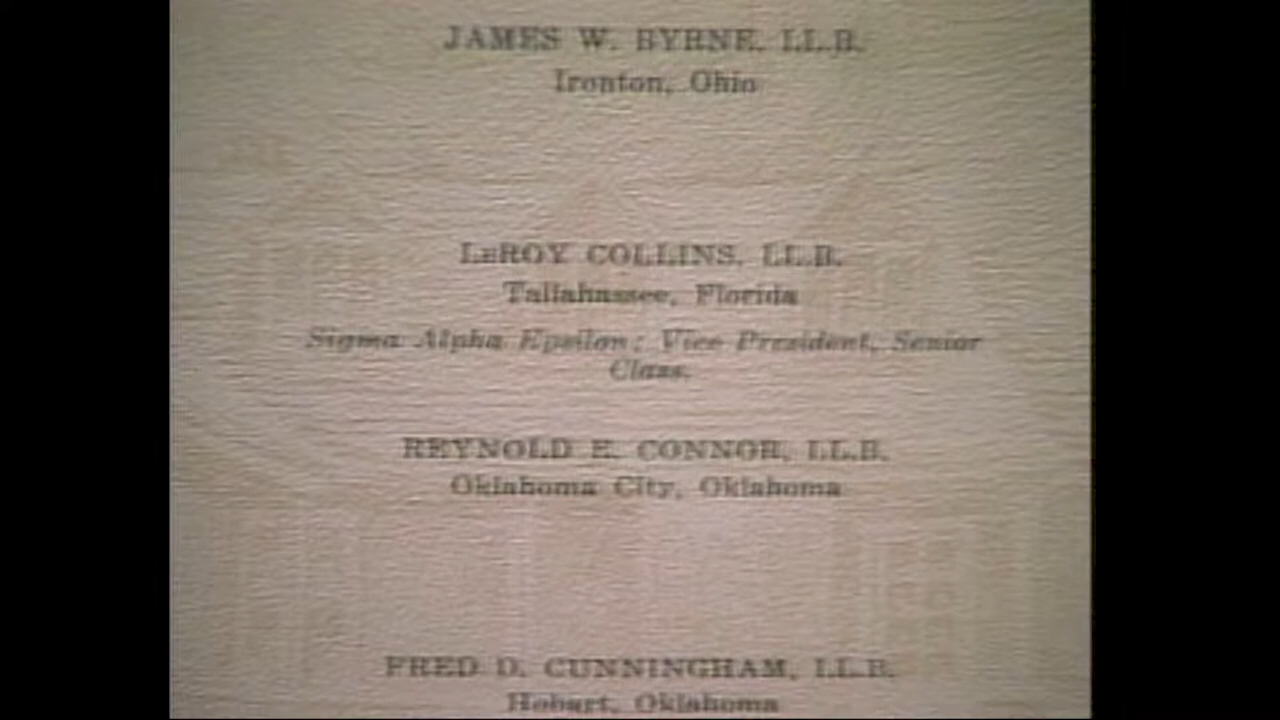 JAMES W. BYRNE, LL.B.
Ironton, Ohio
LeROY COLLINS, LL.B.
Tallahassee, Florida
Sigma Alpha Epsilon; Vice President, Senior
Class.
REYNOLD E. CONNOR, LL.B.
Oklahoma City, Oklahoma
FRED D. CUNNINGHAM, LL.B.
Hobart, Oklahoma